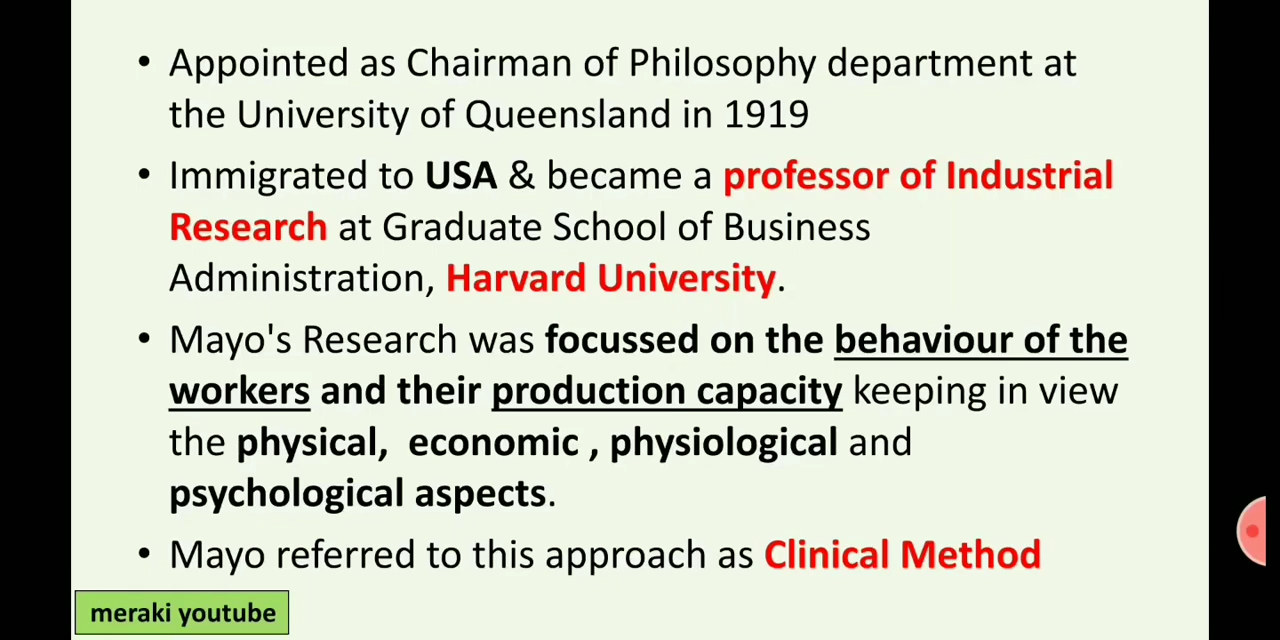 • Appointed as Chairman of Philosophy department at
the University of Queensland in 1919
• Immigrated to USA & became a professor of Industrial
Research at Graduate School of Business
Administration, Harvard University.
• Mayo's Research was focussed on the behaviour of the
workers and their production capacity keeping in view
the physical, economic , physiological and
psychological aspects.
• Mayo referred to this approach as Clinical Method
meraki youtube